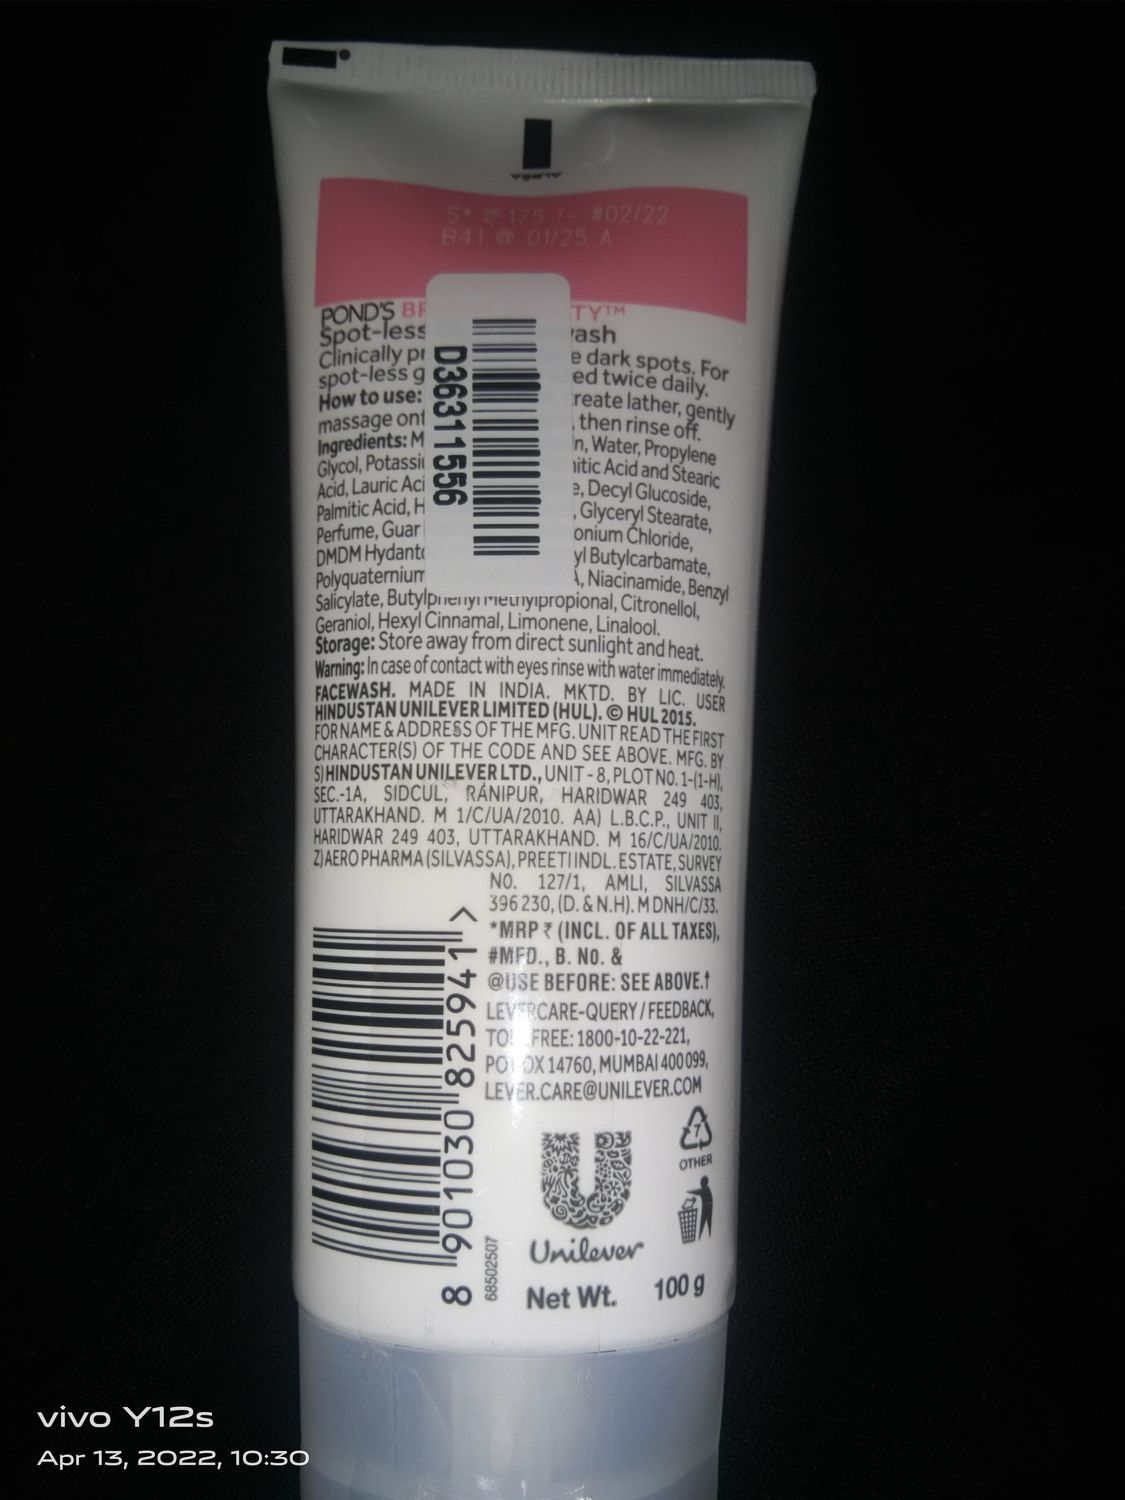 S* ₹ 175 /- #02/22
B41 @ 01/25 A
POND'S BR TY™
Spot-less ash
Clinically pr e dark spots. For
spot-less g ed twice daily.
How to use: reate lather, gently
massage ont , then rinse off.
Ingredients: M n, Water, Propylene
Glycol, Potassiu nitic Acid and Stearic
Acid, Lauric Aci e, Decyl Glucoside,
Palmitic Acid, H , Glyceryl Stearate,
Perfume, Guar onium Chloride,
DMDM Hydanto yl Butylcarbamate,
Polyquaternium A, Niacinamide, Benzyl
Salicylate, Butylphenyl Methylpropional, Citronellol,
Geraniol, Hexyl Cinnamal, Limonene, Linalool.
Storage: Store away from direct sunlight and heat.
Warning: In case of contact with eyes rinse with water immediately.
FACEWASH. MADE IN INDIA. MKTD. BY LIC. USER
HINDUSTAN UNILEVER LIMITED (HUL). © HUL 2015.
FOR NAME & ADDRESS OF THE MFG. UNIT READ THE FIRST
CHARACTER(S) OF THE CODE AND SEE ABOVE. MFG. BY
S) HINDUSTAN UNILEVER LTD., UNIT - 8, PLOT NO. 1-(1-H),
SEC.-1A, SIDCUL, RANIPUR, HARIDWAR 249 403,
UTTARAKHAND. M 1/C/UA/2010. AA) L.B.C.P., UNIT II,
HARIDWAR 249 403, UTTARAKHAND. M 16/C/UA/2010.
Z) AERO PHARMA (SILVASSA), PREETI INDL. ESTATE, SURVEY
NO. 127/1, AMLI, SILVASSA
396 230, (D. & N.H). M DNH/C/33.
*MRP ₹ (INCL. OF ALL TAXES),
#MFD., B. NO. &
@USE BEFORE: SEE ABOVE.†
LEVERCARE-QUERY / FEEDBACK,
TOLL FREE: 1800-10-22-221,
PO BOX 14760, MUMBAI 400 099,
LEVER.CARE@UNILEVER.COM
D36311556
8 901030 825941 >
68502507
7
OTHER
Unilever
Net Wt. 100 g
vivo Y12s
Apr 13, 2022, 10:30